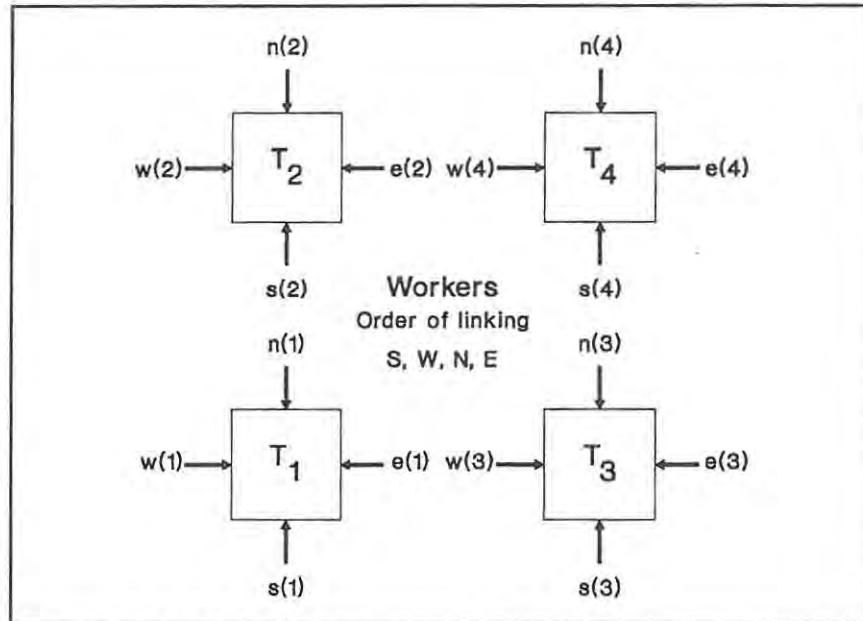 n(2) n(4)
T2 T4
w(2) e(2) w(4) e(4)
s(2) s(4)
Workers
Order of linking
n(1) n(3)
S, W, N, E
T1 T3
w(1) e(1) w(3) e(3)
s(1) s(3)